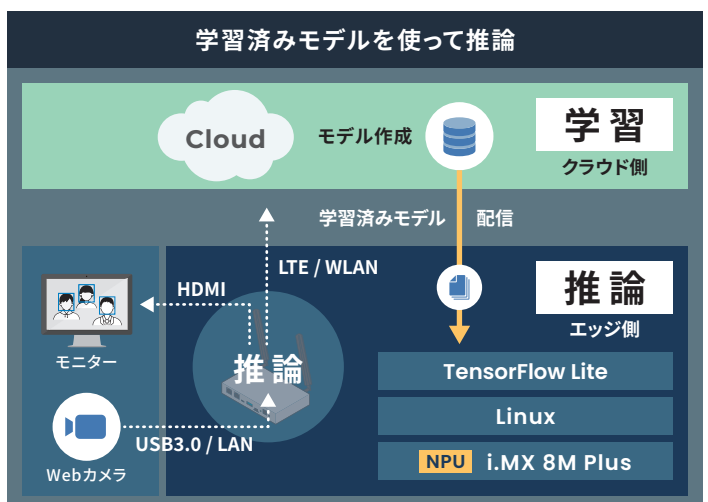 学習済みモデルを使って推論
Cloud
モデル作成
学習
クラウド側
学習済みモデル
配信
LTE / WLAN
HDMI
モニター
推論
USB3.0 / LAN
Webカメラ
推論
エッジ側
TensorFlow Lite
Linux
NPU i.MX 8M Plus